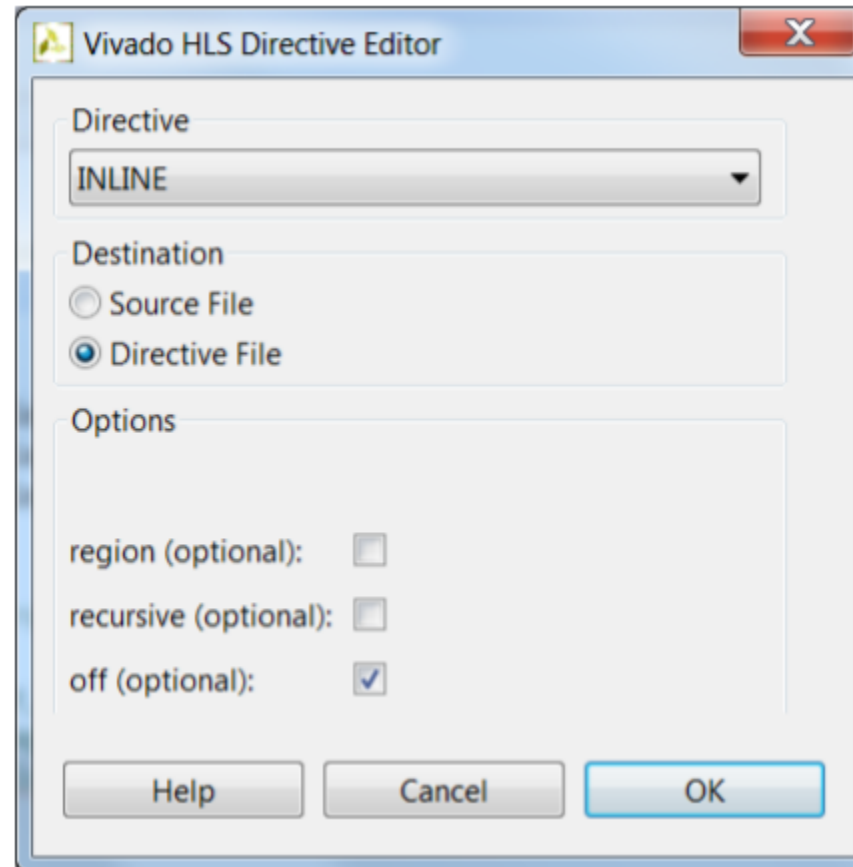 Vivado HLS Directive Editor
Directive
INLINE
Destination
Source File
Directive File
Options
region (optional):
recursive (optional):
off (optional):
Help Cancel OK